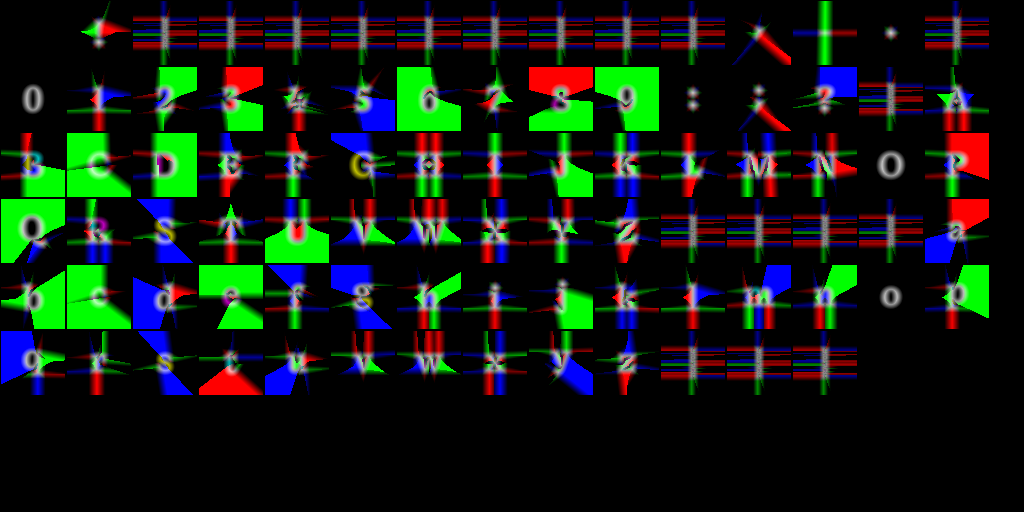 ! , - .
0 1 2 3 4 5 6 7 8 9 : ; ? A
B C D E F G H I J K L M N O P
Q R S T U V W X Y Z a
b c d e f g h i j k l m n o p
q r s t u v w x y z